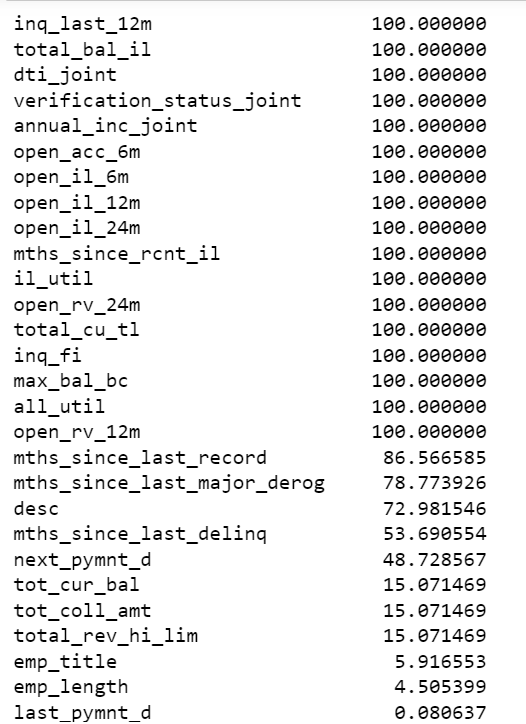 inq_last_12m 100.000000
total_bal_il 100.000000
dti_joint 100.000000
verification_status_joint 100.000000
annual_inc_joint 100.000000
open_acc_6m 100.000000
open_il_6m 100.000000
open_il_12m 100.000000
open_il_24m 100.000000
mths_since_rcnt_il 100.000000
il_util 100.000000
open_rv_24m 100.000000
total_cu_tl 100.000000
inq_fi 100.000000
max_bal_bc 100.000000
all_util 100.000000
open_rv_12m 100.000000
mths_since_last_record 86.566585
mths_since_last_major_derog 78.773926
desc 72.981546
mths_since_last_delinq 53.690554
next_pymnt_d 48.728567
tot_cur_bal 15.071469
tot_coll_amt 15.071469
total_rev_hi_lim 15.071469
emp_title 5.916553
emp_length 4.505399
last_pymnt_d 0.080637